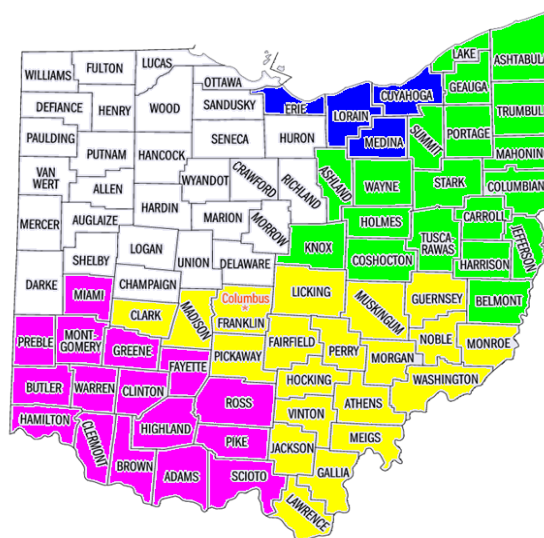 LAKE
ASHTABULA
LUCAS
FULTON
WILLIAMS
OTTAWA
GEAUGA
CUYAHOGA
DEFIANCE
HENRY
WOOD
SANDUSKY
ERIE
LORAIN
TRUMBULL
PAULDING
SENECA
HURON
MEDINA
SUMMIT
PORTAGE
PUTNAM
HANCOCK
MAHONING
VAN
WERT
ALLEN
WYANDOT
CRAWFORD
RICHLAND
ASHLAND
WAYNE
STARK
COLUMBIANA
HARDIN
MERCER
AUGLAIZE
MARION
MORROW
HOLMES
CARROLL
TUSCA-
RAWAS
JEFFERSON
LOGAN
UNION
KNOX
SHELBY
DELAWARE
COSHOCTON
HARRISON
DARKE
CHAMPAIGN
MIAMI
LICKING
MUSKINGUM
GUERNSEY
BELMONT
CLARK
MADISON
Columbus
*
FRANKLIN
PREBLE
MONT-
GOMERY
GREENE
PICKAWAY
FAIRFIELD
PERRY
NOBLE
MONROE
FAYETTE
MORGAN
BUTLER
WARREN
CLINTON
HOCKING
WASHINGTON
ROSS
ATHENS
HAMILTON
CLERMONT
HIGHLAND
VINTON
PIKE
MEIGS
JACKSON
BROWN
ADAMS
SCIOTO
GALLIA
LAWRENCE